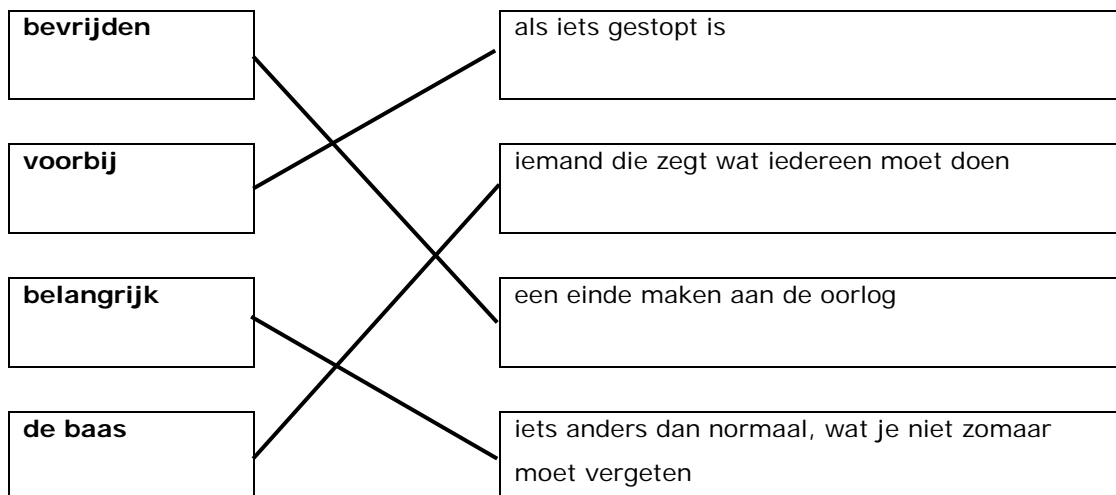 bevrijden
als iets gestopt is
voorbij
iemand die zegt wat iedereen moet doen
belangrijk
een einde maken aan de oorlog
de baas
iets anders dan normaal, wat je niet zomaar
moet vergeten